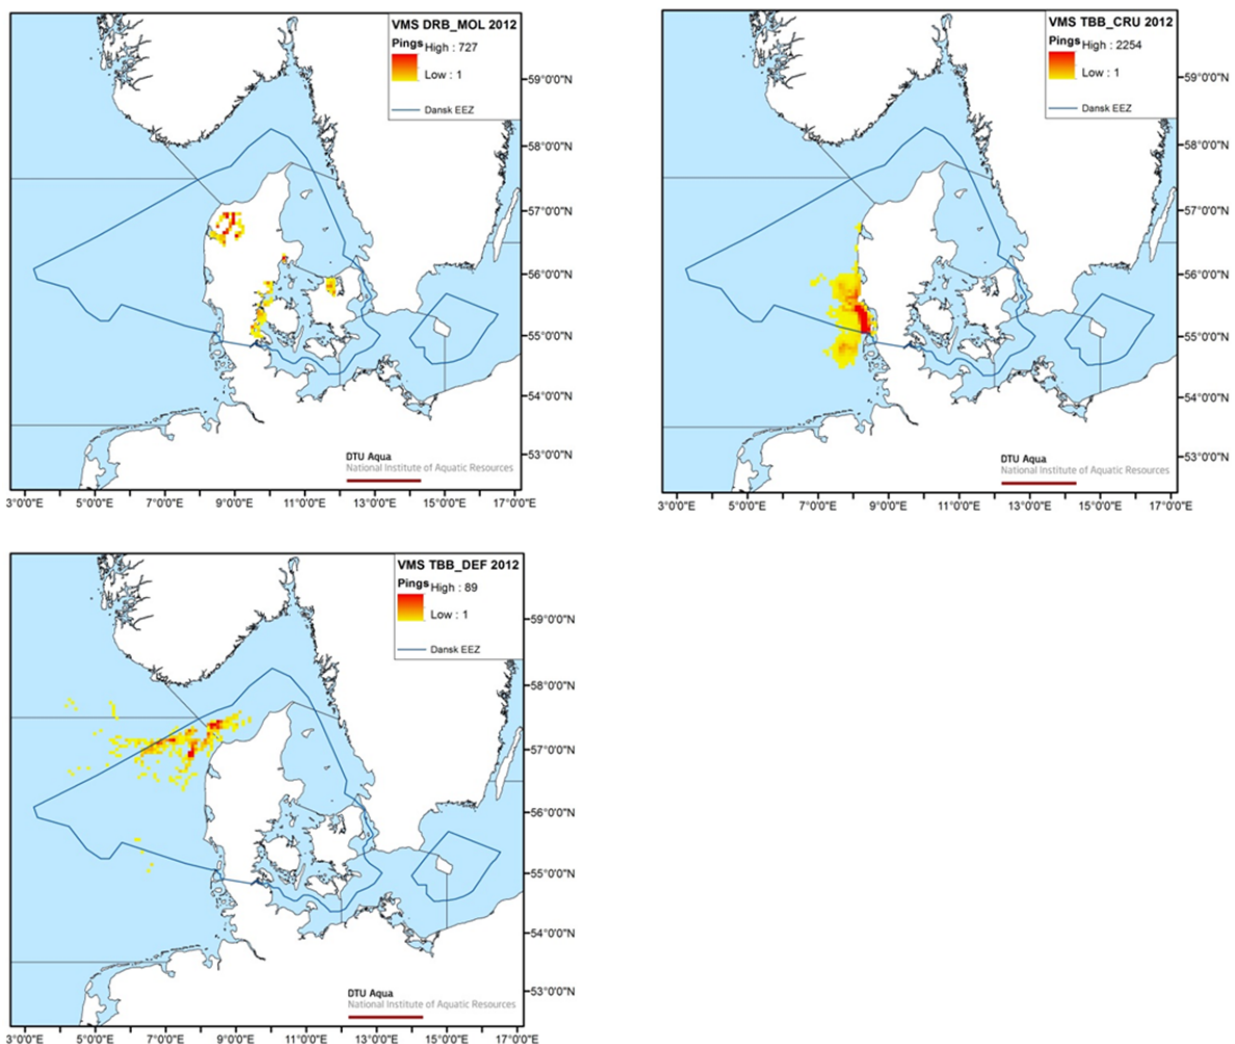 VMS DRB_MOL 2012
Pings High : 727
Low : 1
Dansk EEZ
59°0'0"N
58°0'0"N
57°0'0"N
56°0'0"N
55°0'0"N
54°0'0"N
53°0'0"N
DTU Aqua
National Institute of Aquatic Resources
3°0'0"E 5°0'0"E 7°0'0"E 9°0'0"E 11°0'0"E 13°0'0"E 15°0'0"E 17°0'0"E
VMS TBB_CRU 2012
Pings High : 2254
Low : 1
Dansk EEZ
59°0'0"N
58°0'0"N
57°0'0"N
56°0'0"N
55°0'0"N
54°0'0"N
53°0'0"N
DTU Aqua
National Institute of Aquatic Resources
3°0'0"E 5°0'0"E 7°0'0"E 9°0'0"E 11°0'0"E 13°0'0"E 15°0'0"E 17°0'0"E
VMS TBB_DEF 2012
Pings High : 89
Low : 1
Dansk EEZ
59°0'0"N
58°0'0"N
57°0'0"N
56°0'0"N
55°0'0"N
54°0'0"N
53°0'0"N
DTU Aqua
National Institute of Aquatic Resources
3°0'0"E 5°0'0"E 7°0'0"E 9°0'0"E 11°0'0"E 13°0'0"E 15°0'0"E 17°0'0"E